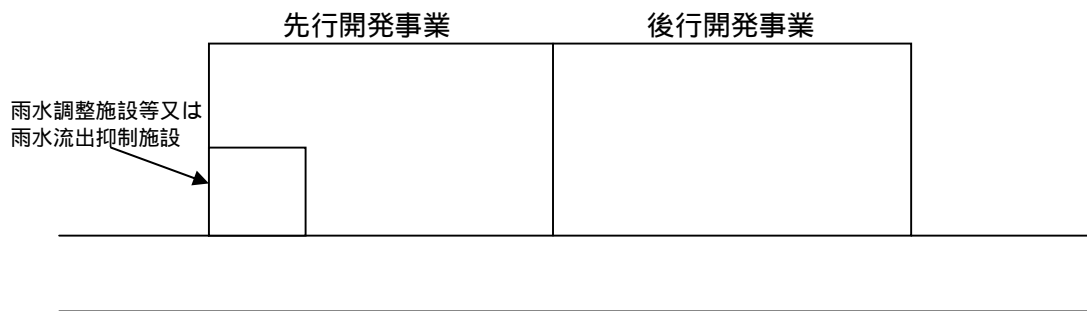 先行開発事業
後行開発事業
雨水調整施設等又は
雨水流出抑制施設